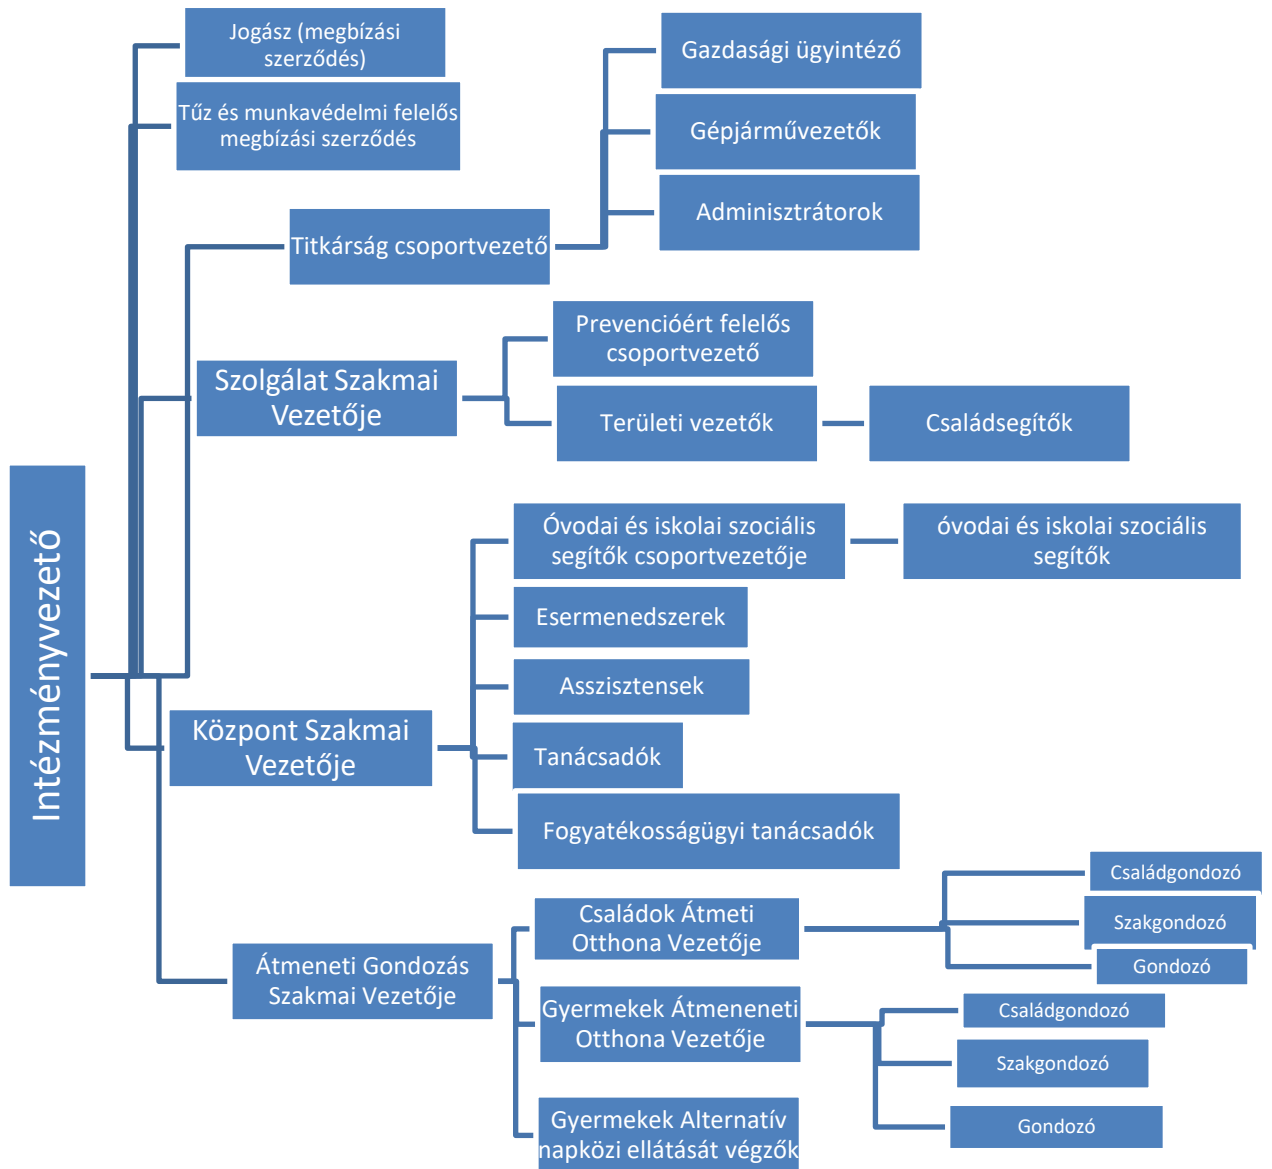 Jogász (megbízási
szerződés)
Tűz és munkavédelmi felelős
megbízási szerződés
Titkárság csoportvezető
Gazdasági ügyintéző
Gépjárművezetők
Adminisztrátorok
Szolgálat Szakmai
Vezetője
Prevencióért felelős
csoportvezető
Területi vezetők
Családsegítők
Intézményvezető
Központ Szakmai
Vezetője
Óvodai és iskolai szociális
segítők csoportvezetője
óvodai és iskolai szociális
segítők
Esermenedszerek
Asszisztensek
Tanácsadók
Fogyatékosságügyi tanácsadók
Átmeneti Gondozás
Szakmai Vezetője
Családok Átmeti
Otthona Vezetője
Családgondozó
Szakgondozó
Gondozó
Gyermekek Átmeneneti
Otthona Vezetője
Családgondozó
Szakgondozó
Gondozó
Gyermekek Alternatív
napközi ellátását végzők